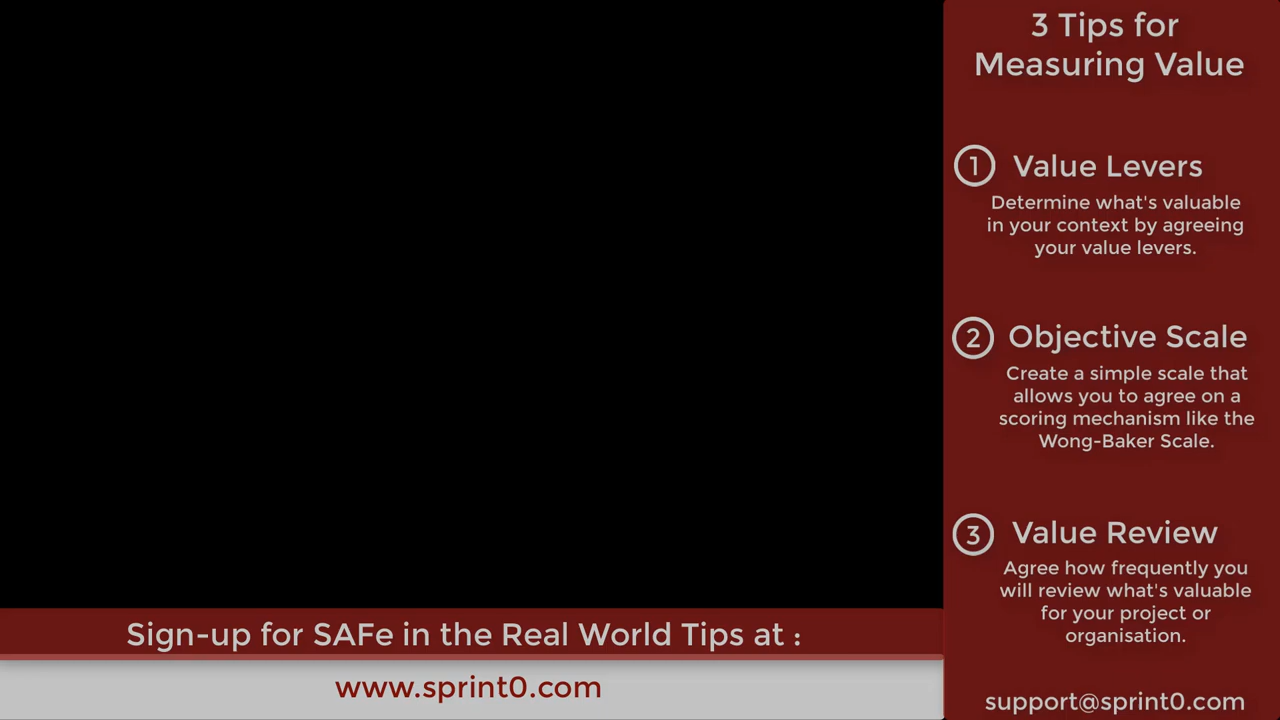 3 Tips for
Measuring Value
1 Value Levers
Determine what's valuable
in your context by agreeing
your value levers.
2 Objective Scale
Create a simple scale that
allows you to agree on a
scoring mechanism like the
Wong-Baker Scale.
3 Value Review
Agree how frequently you
will review what's valuable
for your project or
organisation.
support@sprint0.com
Sign-up for SAFe in the Real World Tips at :
www.sprint0.com